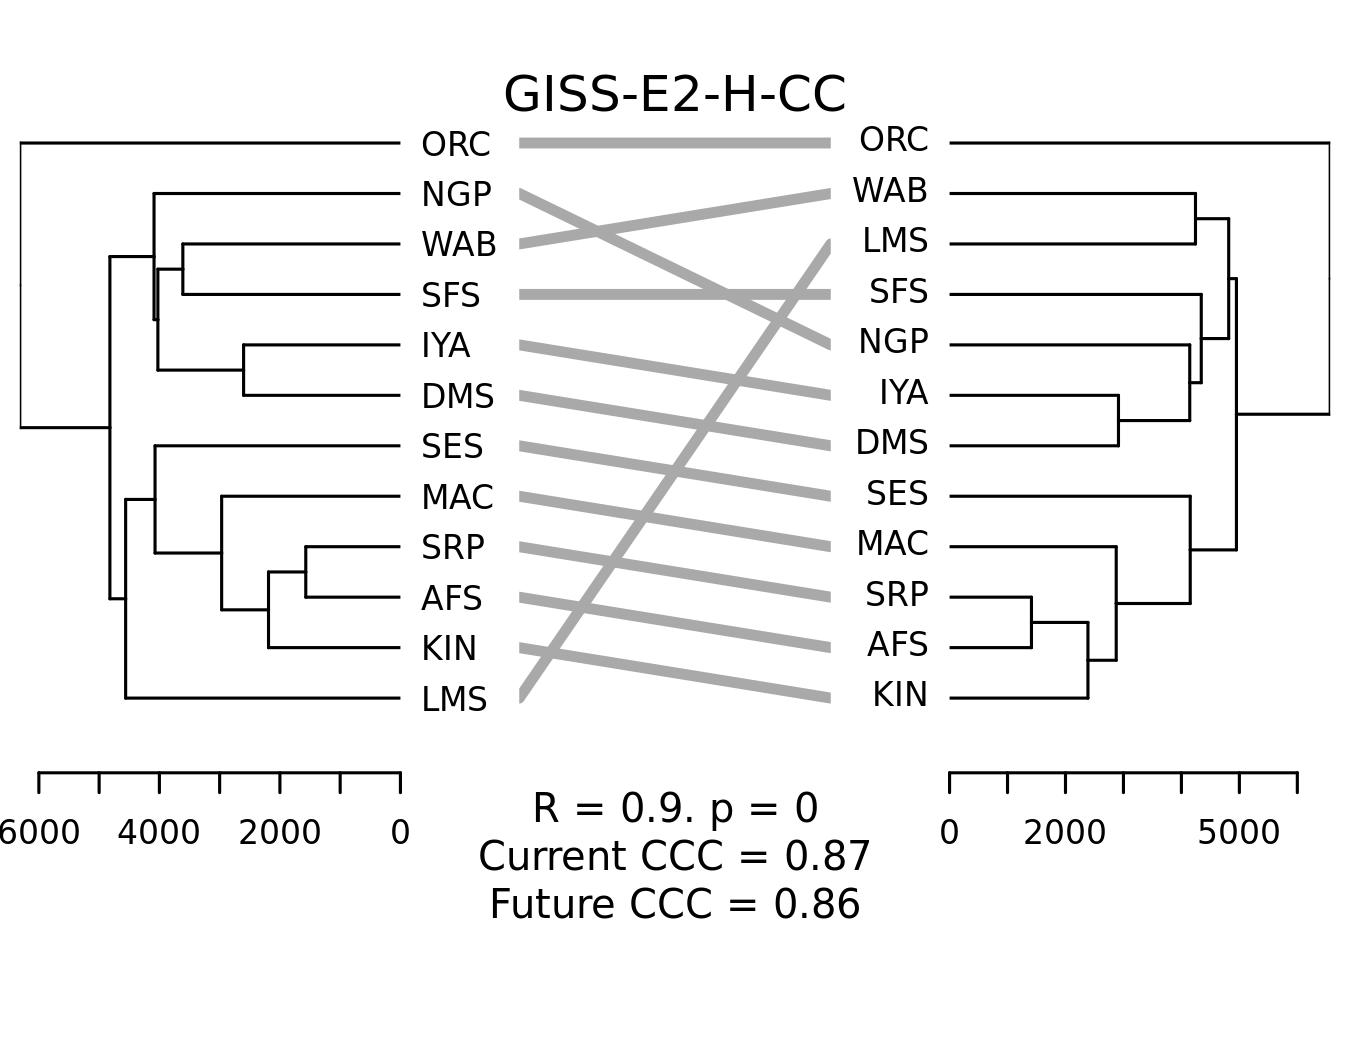 GISS-E2-H-CC
ORC ORC
NGP WAB
WAB LMS
SFS SFS
IYA NGP
DMS IYA
SES DMS
MAC SES
SRP MAC
AFS SRP
KIN AFS
LMS KIN
6000 4000 2000 0 0 2000 5000
R = 0.9. p = 0
Current CCC = 0.87
Future CCC = 0.86